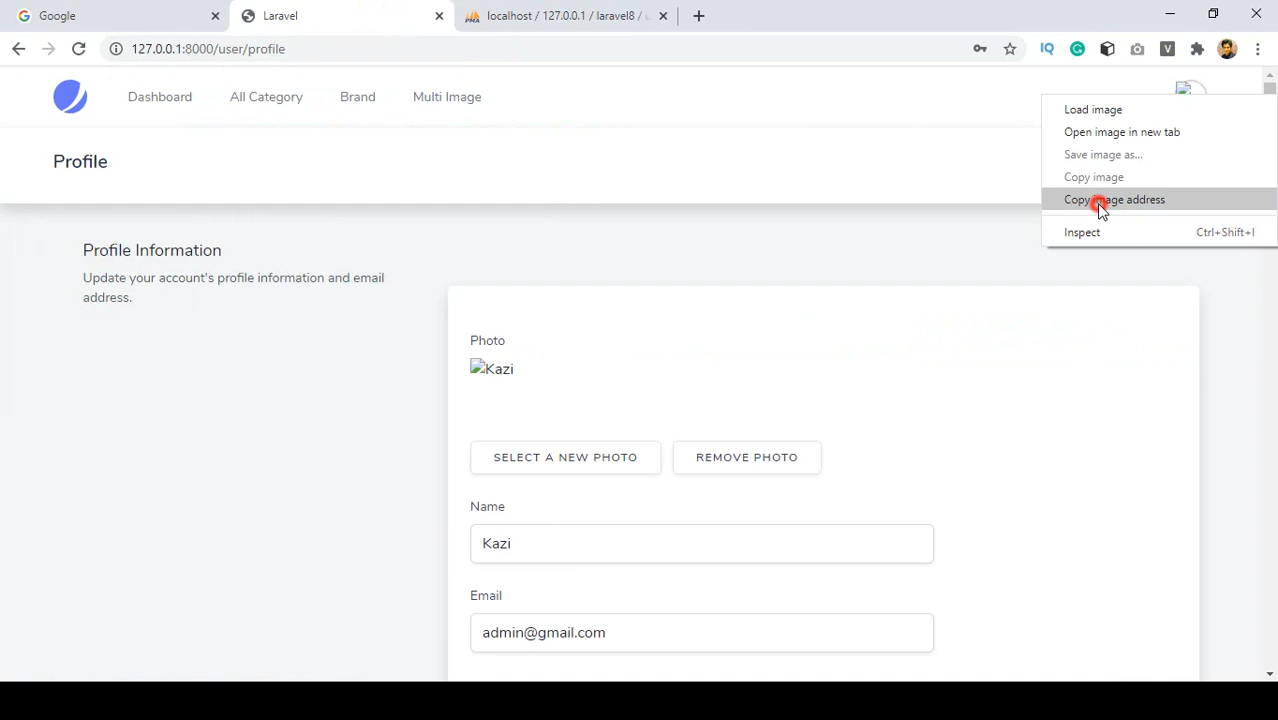 Google
Laravel
localhost / 127.0.0.1 / laravel8 /
127.0.0.1:8000/user/profile
IQ
V
Dashboard
All Category
Brand
Multi Image
Load image
Open image in new tab
Save image as...
Copy image
Copy image address
Inspect
Ctrl+Shift+I
Profile
Profile Information
Update your account's profile information and email
address.
Photo
Kazi
SELECT A NEW PHOTO
REMOVE PHOTO
Name
Kazi
Email
admin@gmail.com